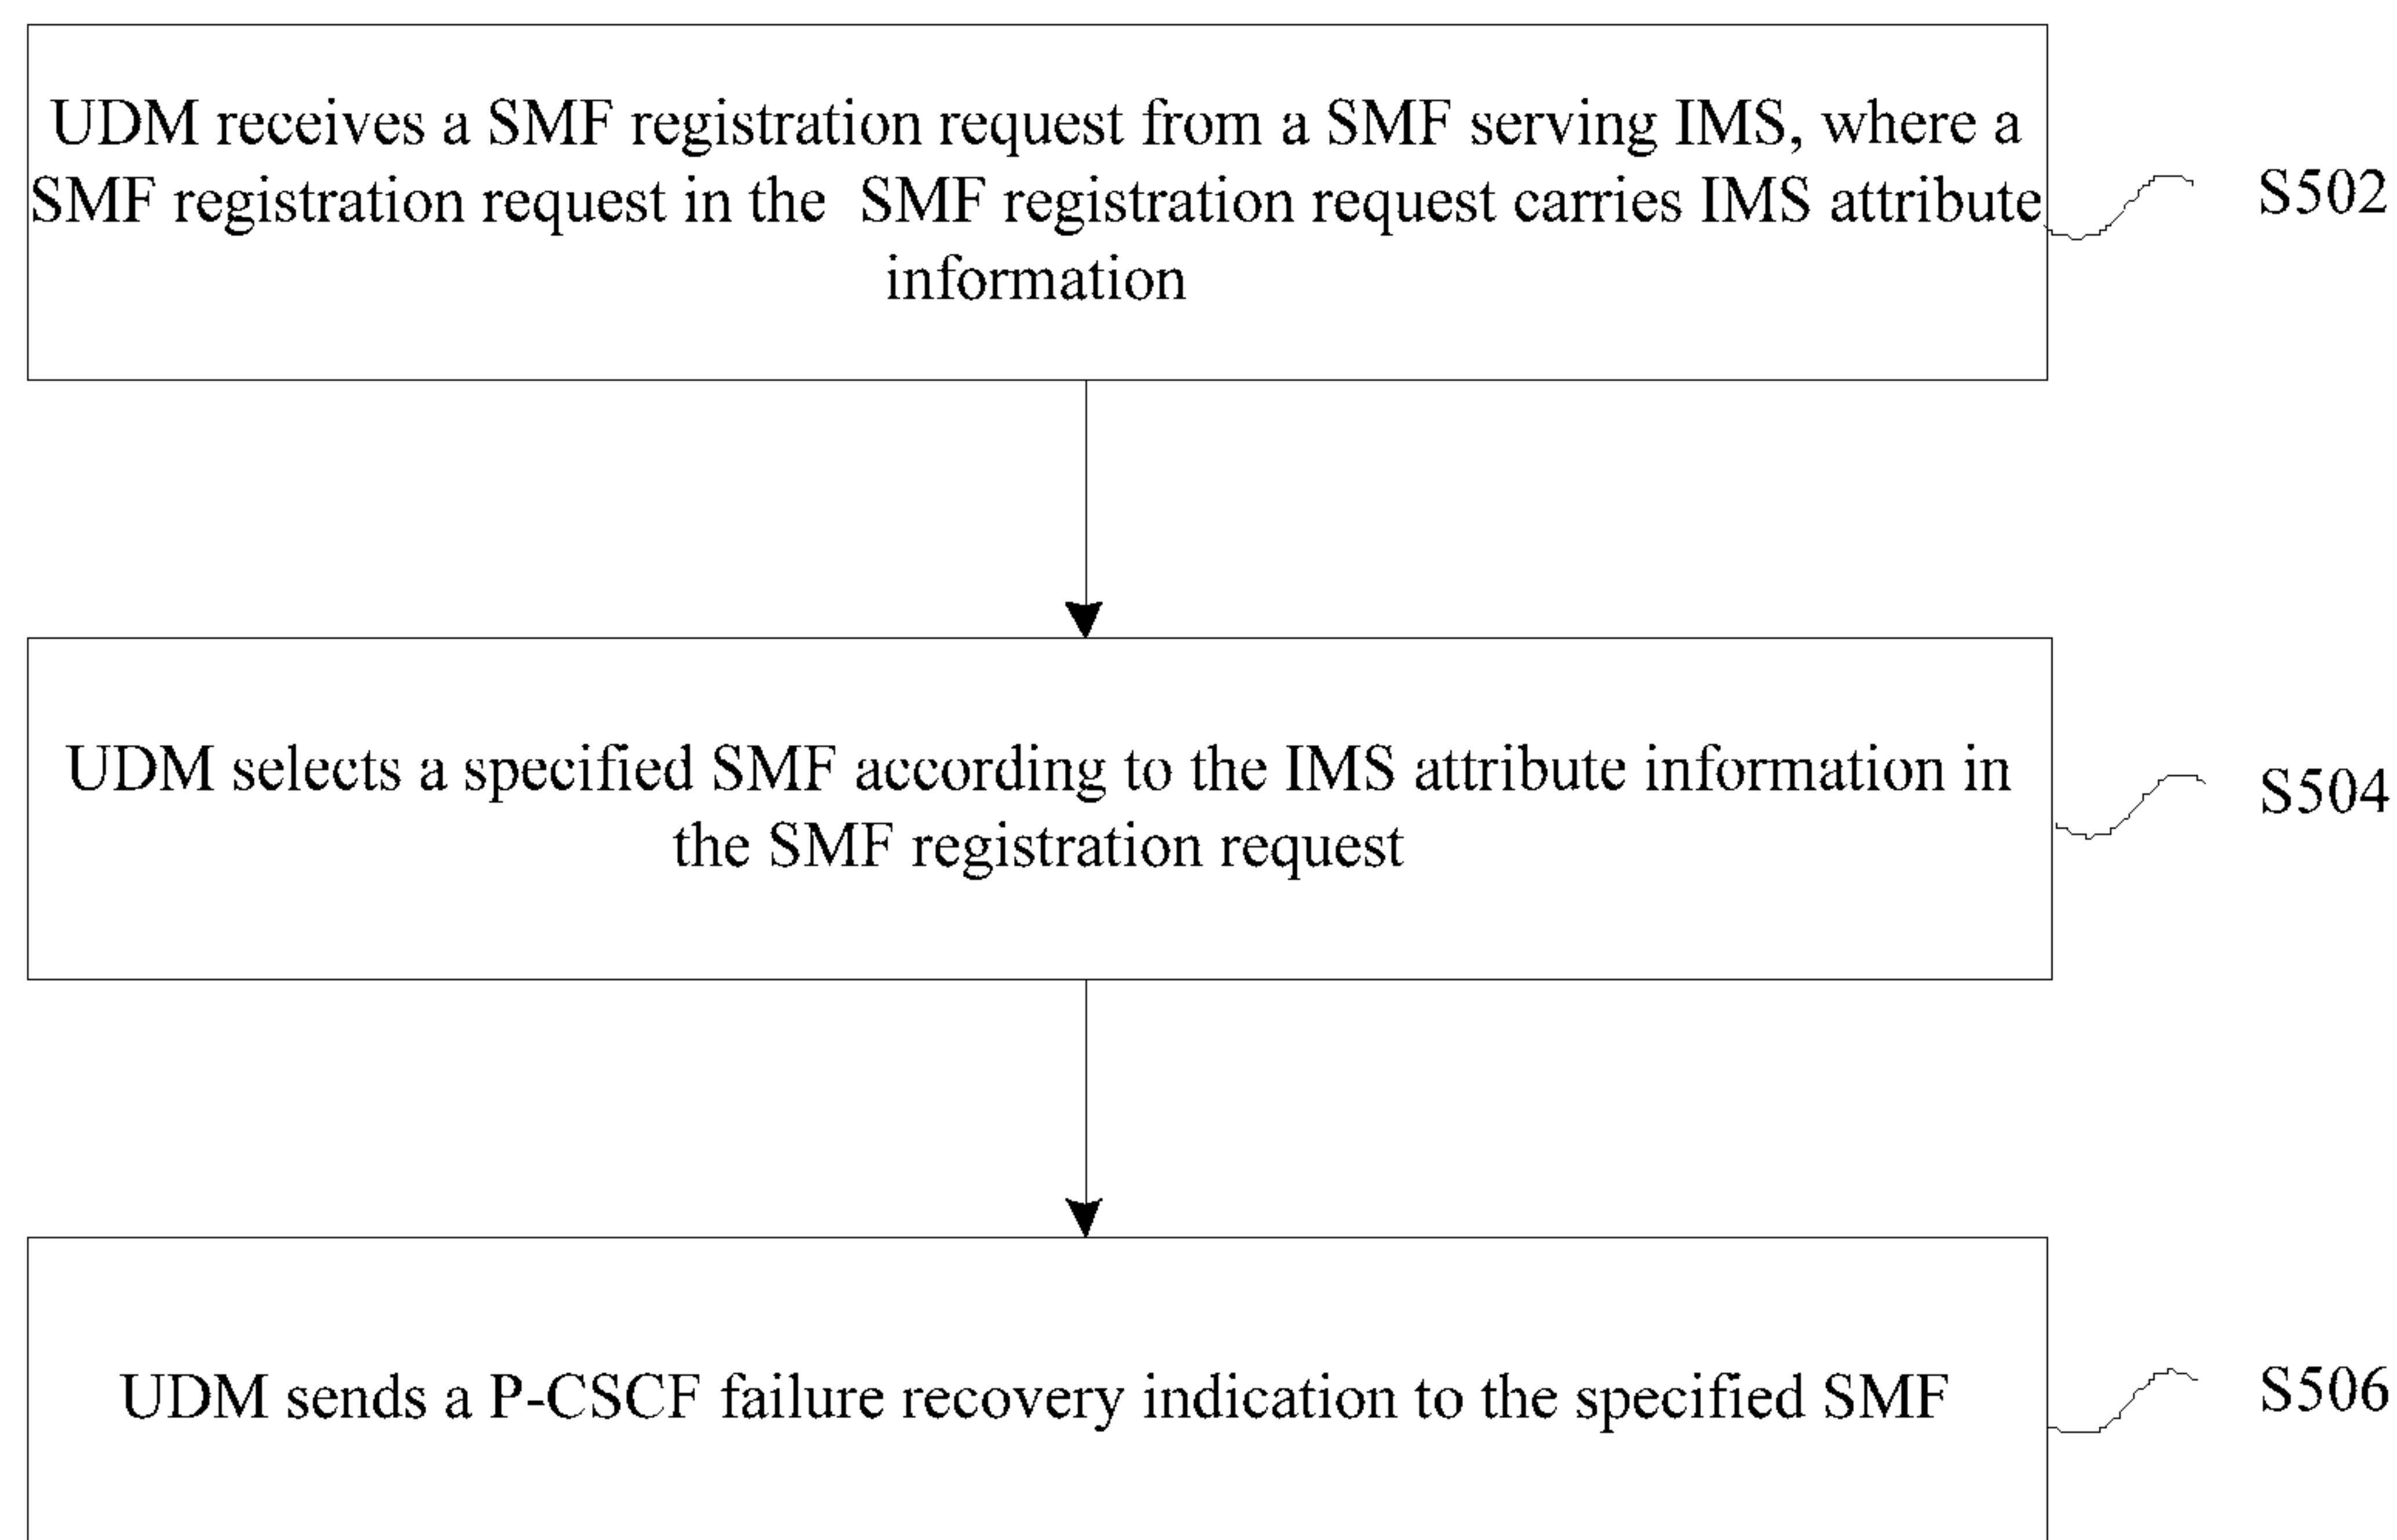 UDM receives a SMF registration request from a SMF serving IMS, where a
SMF registration request in the SMF registration request carries IMS attribute
information
S502
UDM selects a specified SMF according to the IMS attribute information in
the SMF registration request
S504
UDM sends a P-CSCF failure recovery indication to the specified SMF
S506